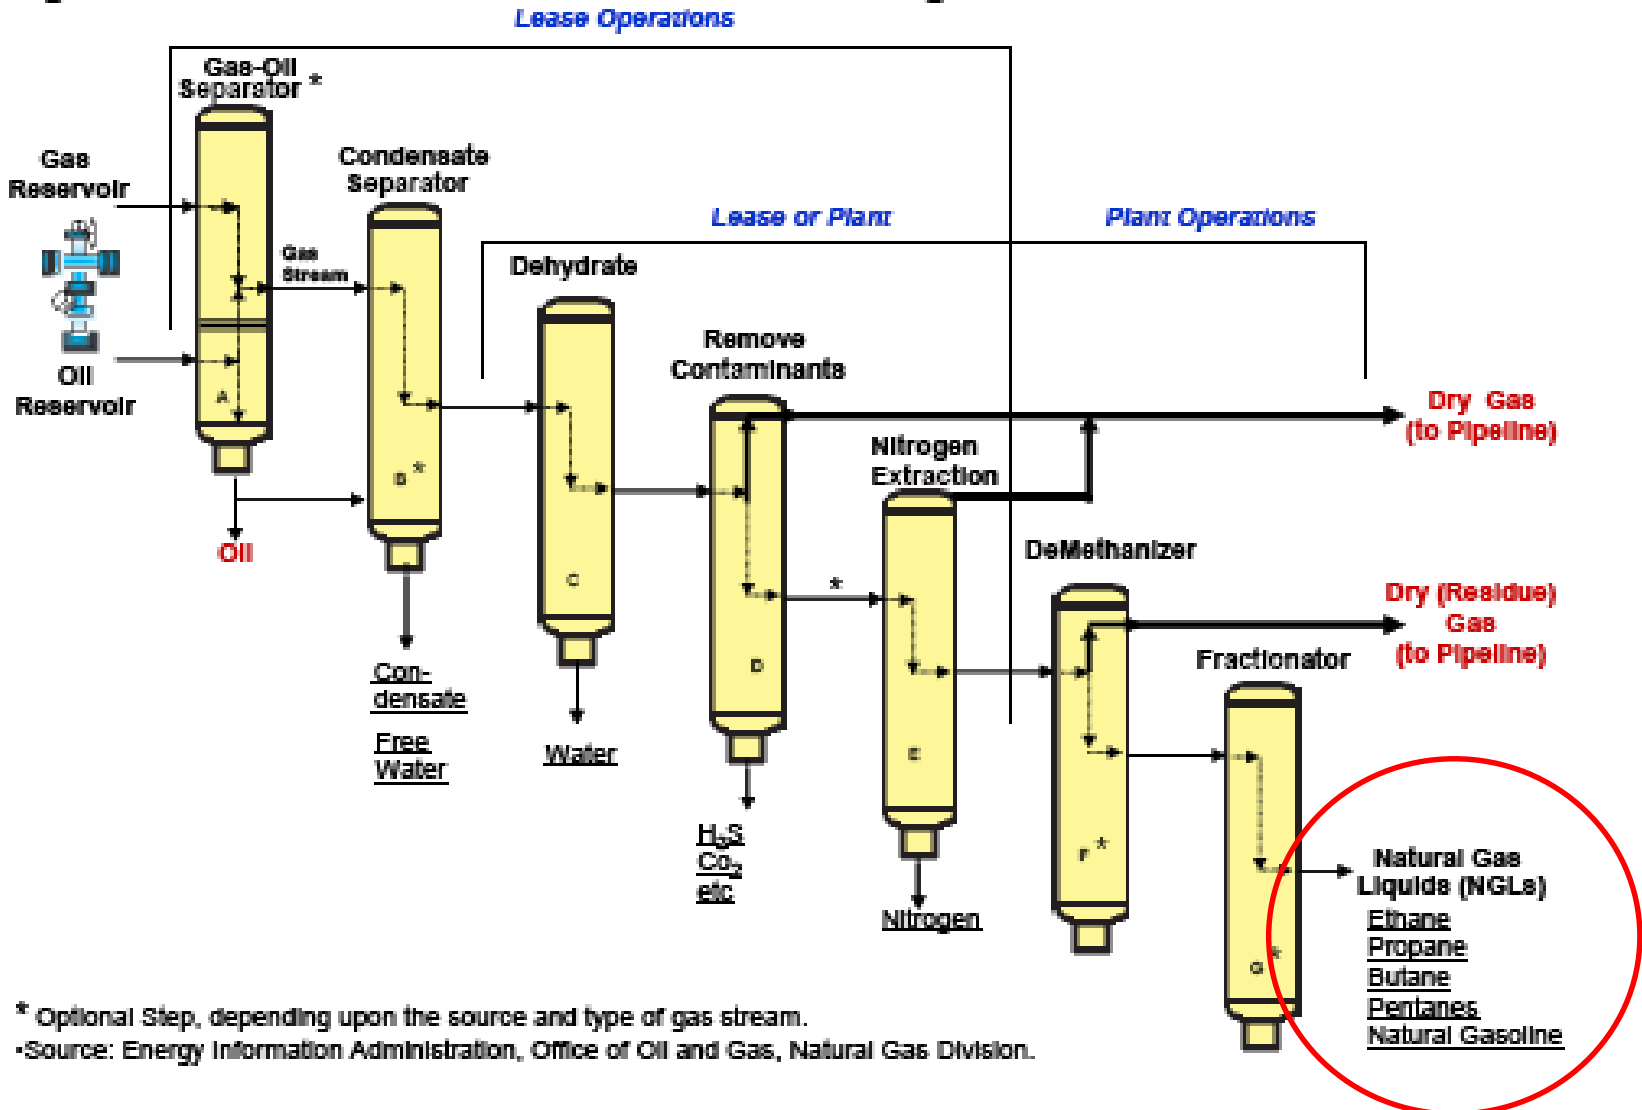 Lease Operations
Gas-Oil
Separator *
Gas
Reservoir
Condensate
Separator
Lease or Plant
Plant Operations
Gas
Stream
Dehydrate
Remove
Contaminants
Oil
Reservoir
A
Dry Gas
(to Pipeline)
Nitrogen
Extraction
B *
Oil
DeMethanizer
C
*
Dry (Residue)
Gas
(to Pipeline)
Fractionator
Con-
densate
D
Free
Water
Water
E
H2S
Co2
etc
F *
Natural Gas
Liquids (NGLs)
Nitrogen
Ethane
Propane
Butane
Pentanes
Natural Gasoline
G *
* Optional Step, depending upon the source and type of gas stream.
•Source: Energy Information Administration, Office of Oil and Gas, Natural Gas Division.